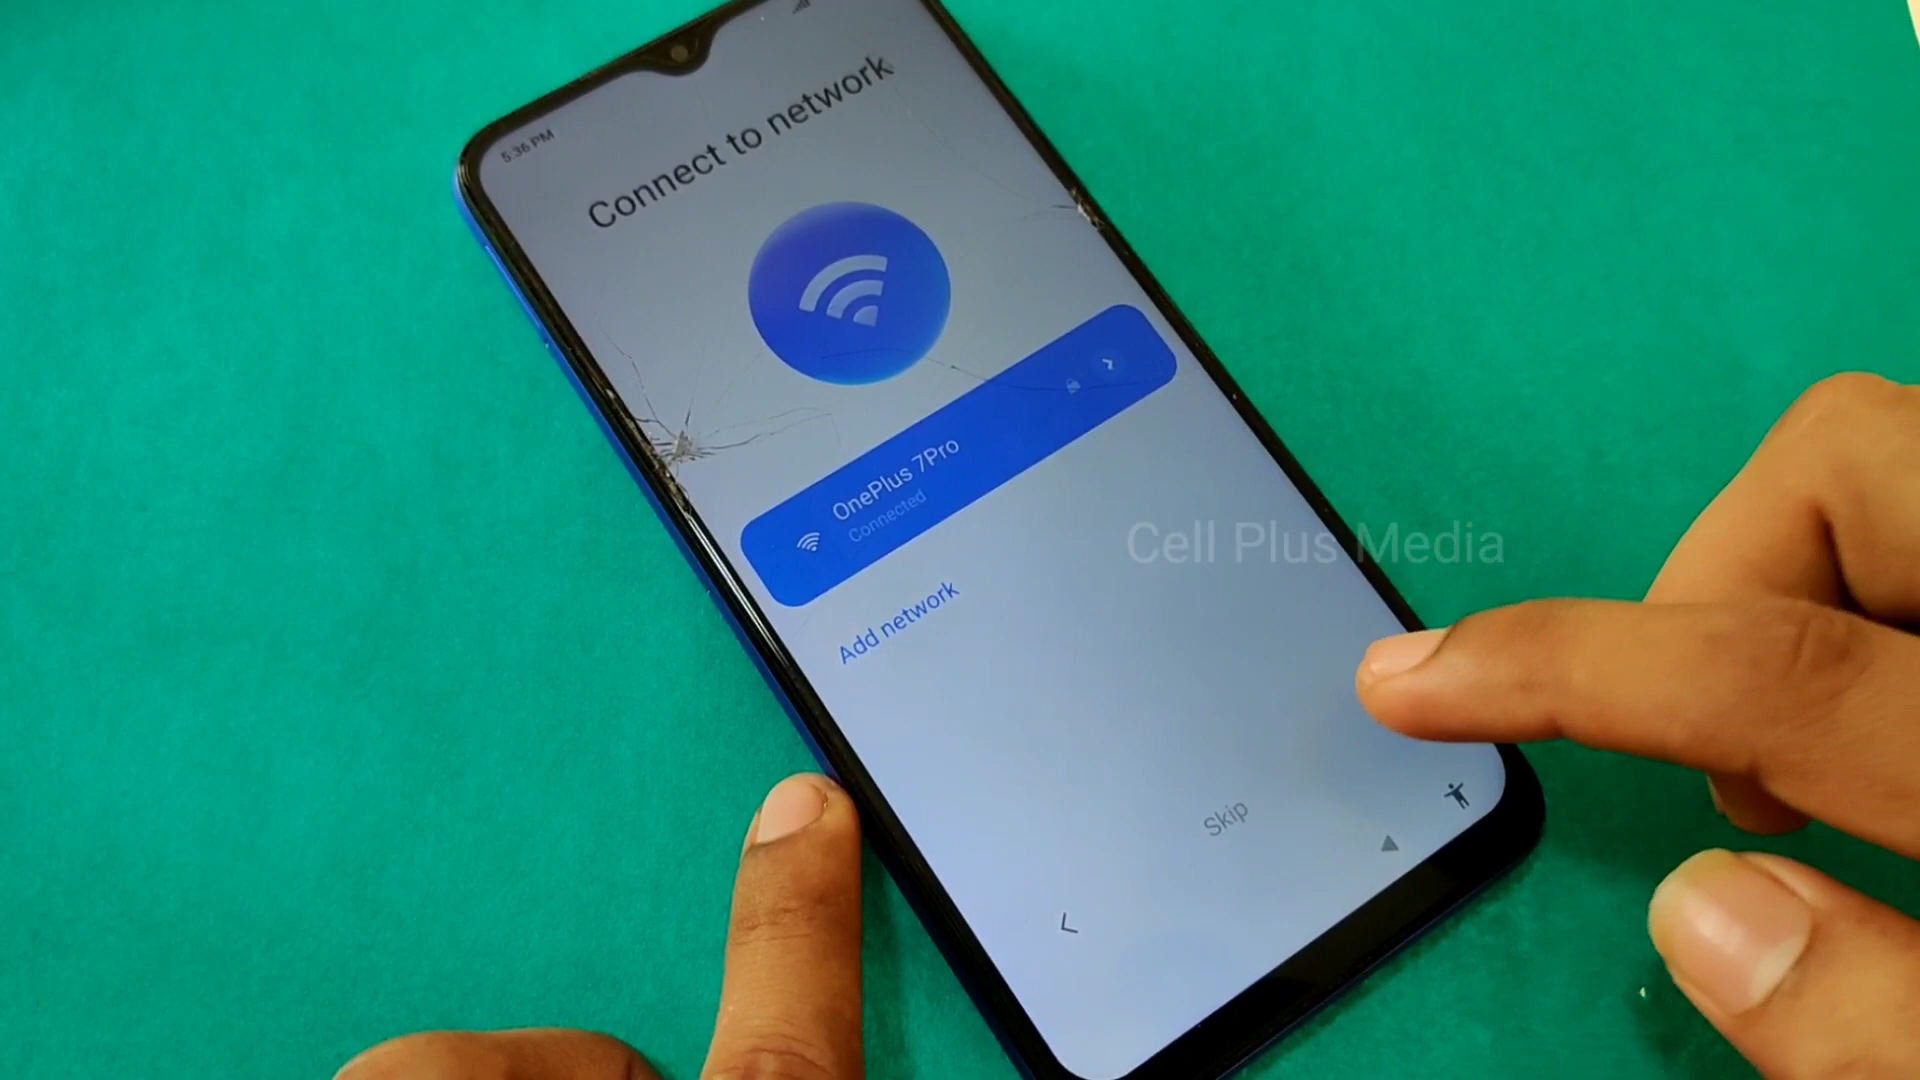 5:36 PM
Connect to network
OnePlus 7Pro
Connected
Add network
Cell Plus Media
Skip